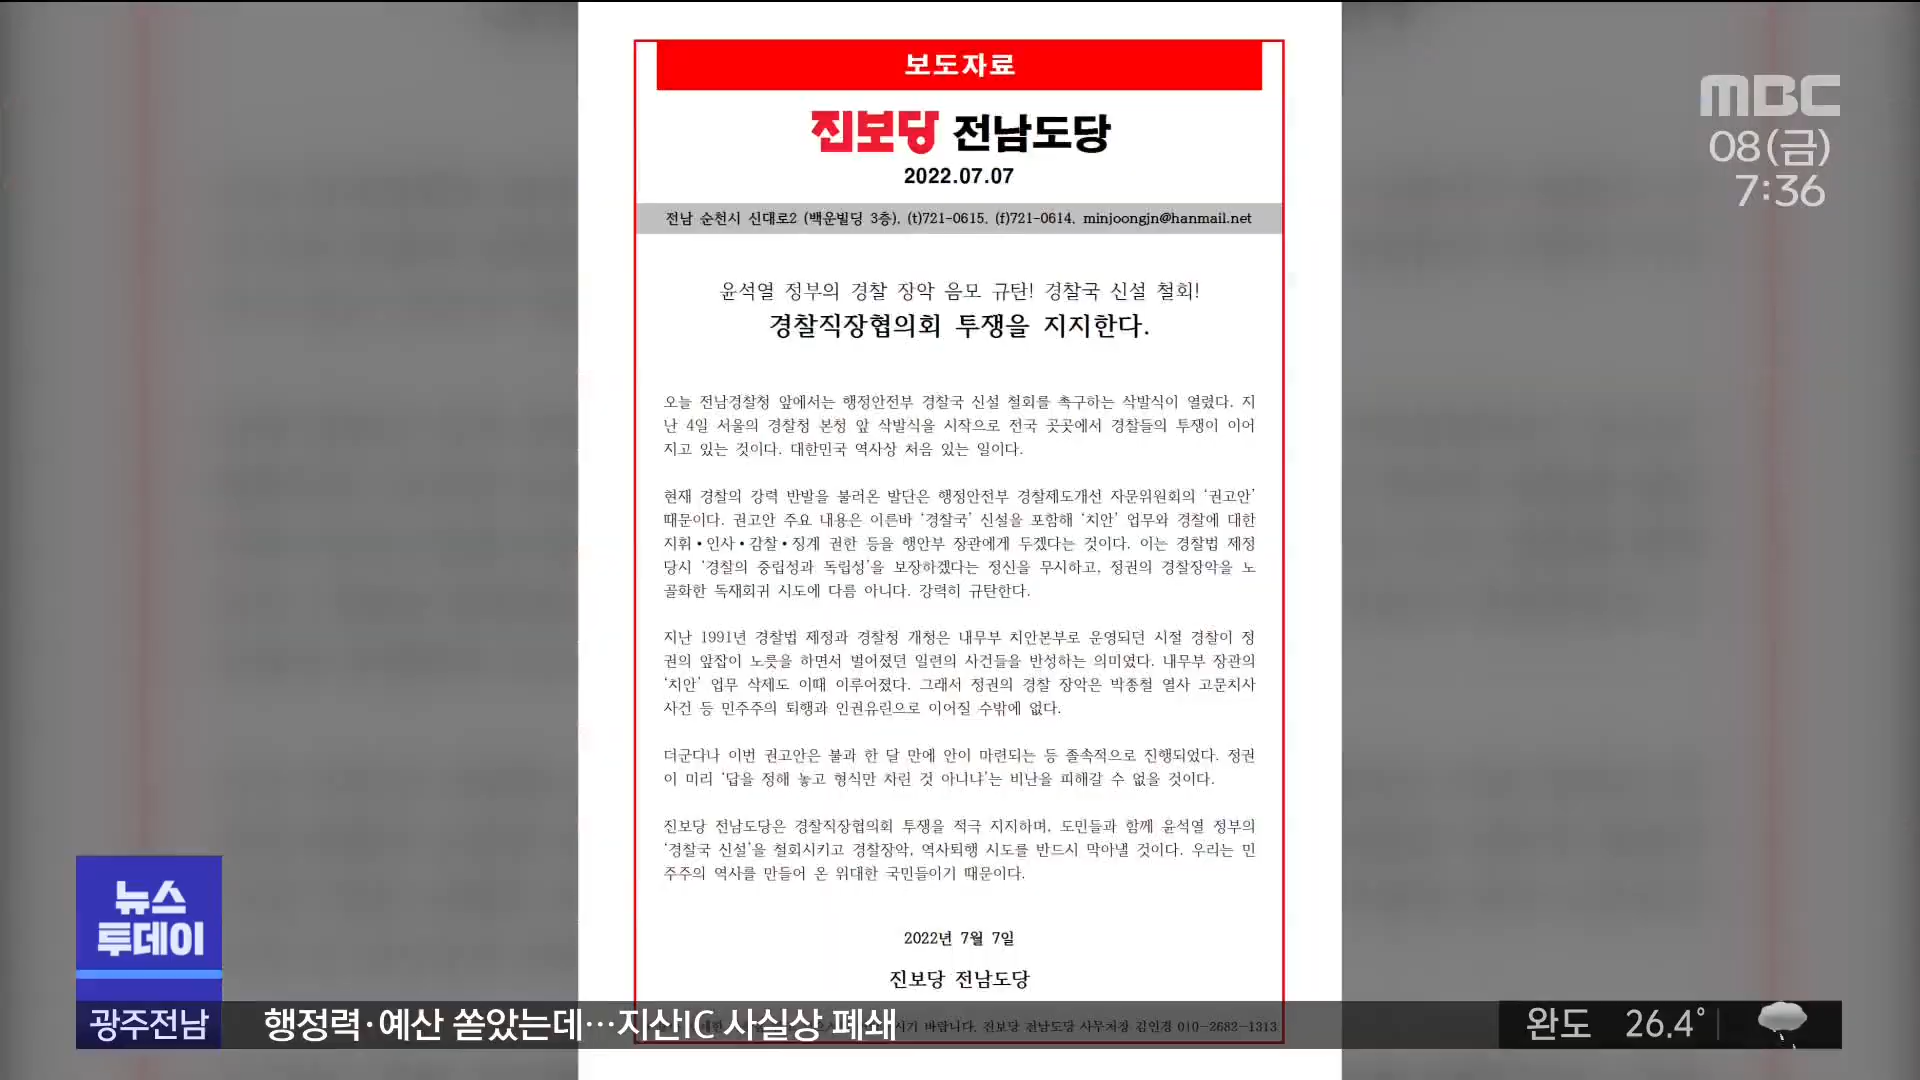 보도자료
진보당 전남도당
2022.07.07
전남 순천시 신대로2 (백운빌딩 3층), (t)721-0615, (f)721-0614, minjoongjn@hanmail.net
윤석열 정부의 경찰 장악 음모 규탄! 경찰국 신설 철회!
경찰직장협의회 투쟁을 지지한다.
오늘 전남경찰청 앞에서는 행정안전부 경찰국 신설 철회를 촉구하는 삭발식이 열렸다. 지
난 4일 서울의 경찰청 본청 앞 삭발식을 시작으로 전국 곳곳에서 경찰들의 투쟁이 이어
지고 있는 것이다. 대한민국 역사상 처음 있는 일이다.
현재 경찰의 강력 반발을 불러온 발단은 행정안전부 경찰제도개선 자문위원회의 '권고안'
때문이다. 권고안 주요 내용은 이른바 '경찰국' 신설을 포함해 '치안' 업무와 경찰에 대한
지휘•인사•감찰•징계 권한 등을 행안부 장관에게 두겠다는 것이다. 이는 경찰법 제정
당시 '경찰의 중립성과 독립성'을 보장하겠다는 정신을 무시하고, 정권의 경찰장악을 노
골화한 독재회귀 시도에 다름 아니다. 강력히 규탄한다.
지난 1991년 경찰법 제정과 경찰청 개청은 내무부 치안본부로 운영되던 시절 경찰이 정
권의 앞잡이 노릇을 하면서 벌어졌던 일련의 사건들을 반성하는 의미였다. 내무부 장관의
'치안' 업무 삭제도 이때 이루어졌다. 그래서 정권의 경찰 장악은 박종철 열사 고문치사
사건 등 민주주의 퇴행과 인권유린으로 이어질 수밖에 없다.
더군다나 이번 권고안은 불과 한 달 만에 안이 마련되는 등 졸속적으로 진행되었다. 정권
이 미리 '답을 정해 놓고 형식만 차린 것 아니냐'는 비난을 피해갈 수 없을 것이다.
진보당 전남도당은 경찰직장협의회 투쟁을 적극 지지하며, 도민들과 함께 윤석열 정부의
'경찰국 신설'을 철회시키고 경찰장악, 역사퇴행 시도를 반드시 막아낼 것이다. 우리는 민
주주의 역사를 만들어 온 위대한 국민들이기 때문이다.
2022년 7월 7일
진보당 전남도당
시기 바랍니다. 진보당 전남도당 사무처장 김인경 010-2682-1313
MBC
08(금)
7:36
뉴스
투데이
광주전남
행정력·예산 쏟았는데…지산IC 사실상 폐쇄
완도 26.4°